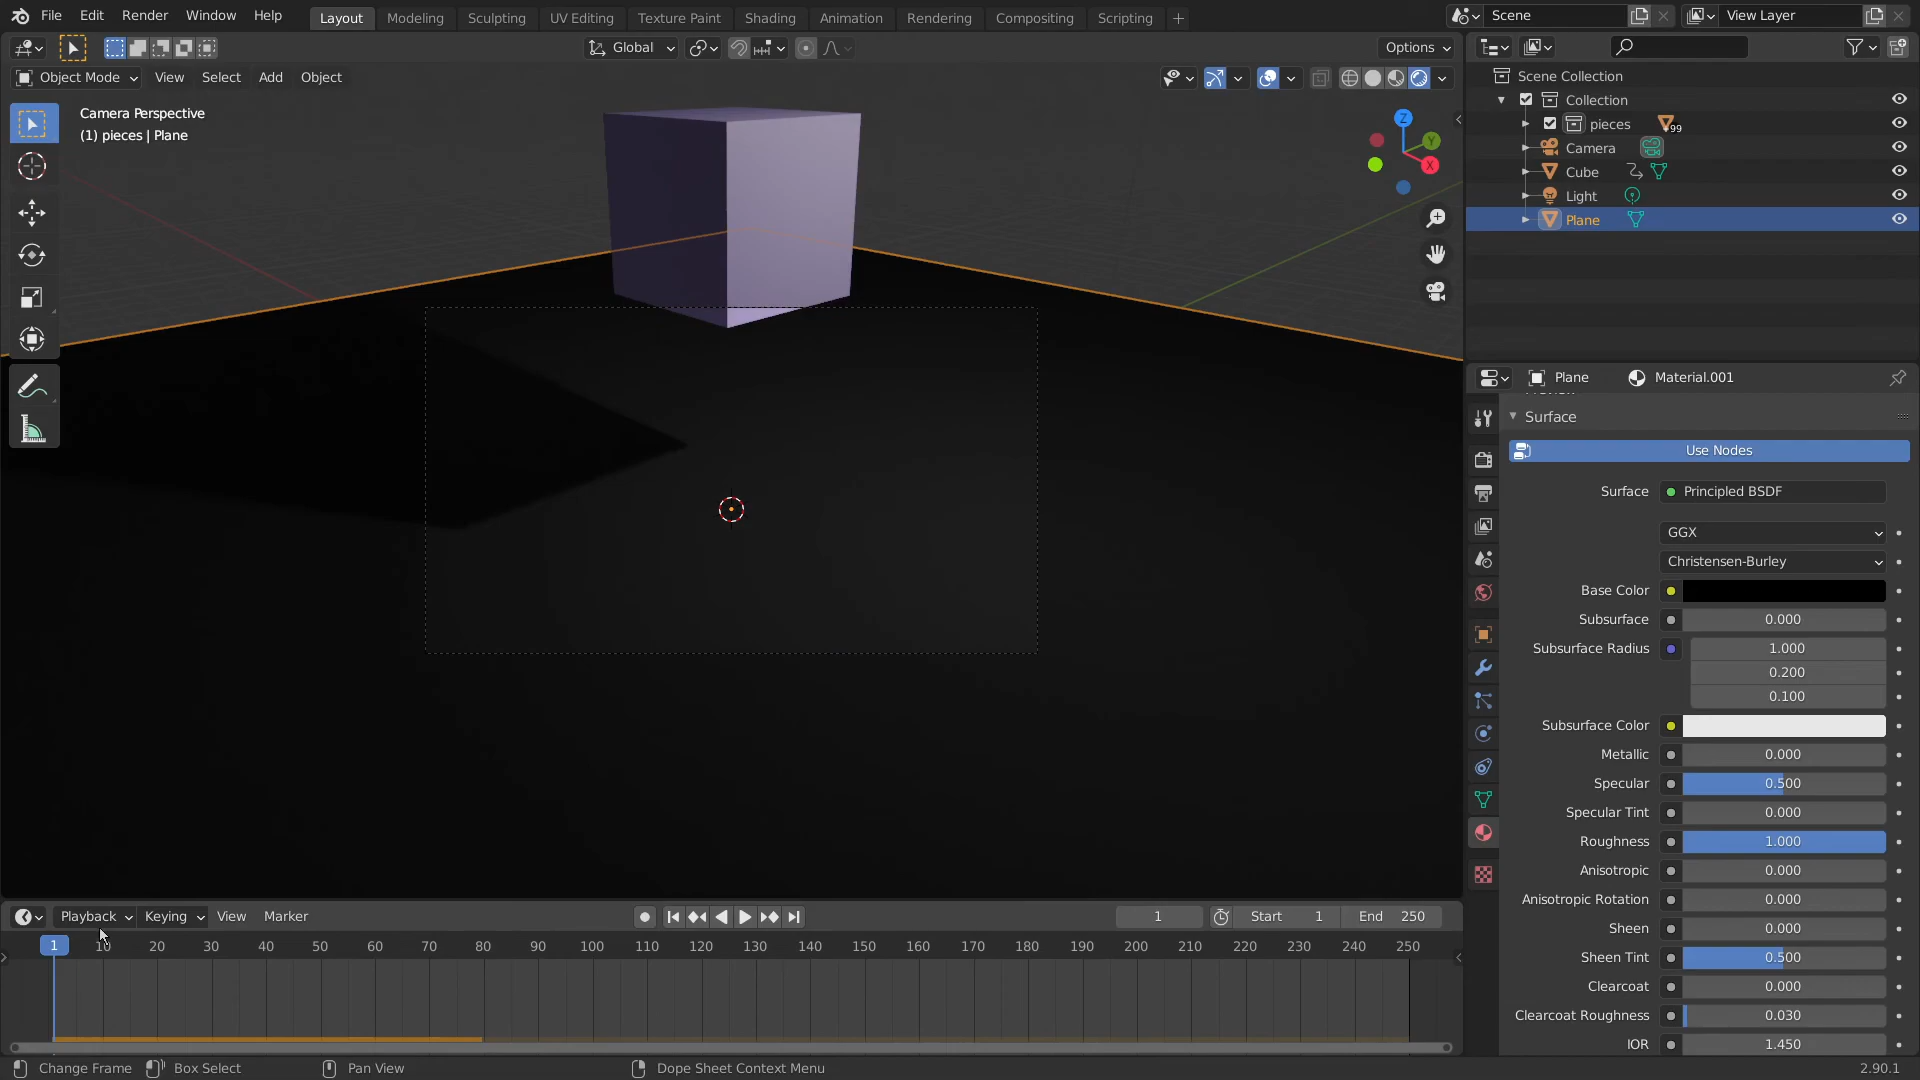 File Edit Render Window Help Layout Modeling Sculpting UV Editing Texture Paint Shading Animation Rendering Compositing Scripting Scene View Layer
Global Options
Object Mode View Select Add Object
Camera Perspective
(1) pieces | Plane
Z
Y
X
Scene Collection
Collection
pieces 99
Camera
Cube
Light
Plane
Plane Material.001
Surface
Use Nodes
Surface Principled BSDF
GGX
Christensen-Burley
Base Color
Subsurface 0.000
Subsurface Radius 1.000
0.200
0.100
Subsurface Color
Metallic 0.000
Specular 0.500
Specular Tint 0.000
Roughness 1.000
Anisotropic 0.000
Anisotropic Rotation 0.000
Sheen 0.000
Sheen Tint 0.500
Clearcoat 0.000
Clearcoat Roughness 0.030
IOR 1.450
Playback Keying View Marker 1 Start 1 End 250
1 10 20 30 40 50 60 70 80 90 100 110 120 130 140 150 160 170 180 190 200 210 220 230 240 250
Change Frame Box Select Pan View Dope Sheet Context Menu 2.90.1